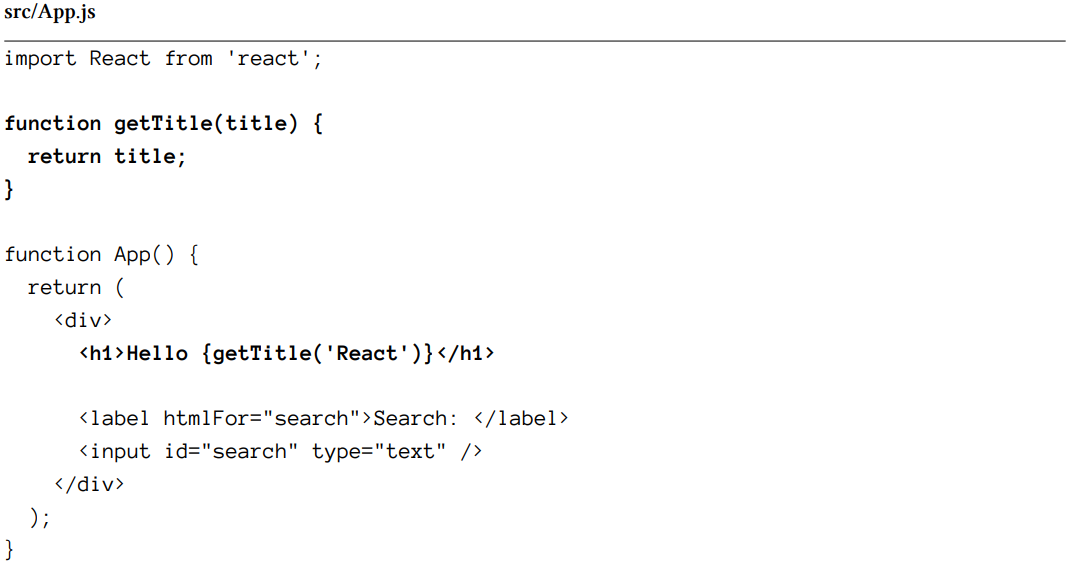 src/App.js
import React from 'react';
function getTitle(title) {
  return title;
}
function App() {
  return (
    <div>
      <h1>Hello {getTitle('React')}</h1>
      <label htmlFor="search">Search: </label>
      <input id="search" type="text" />
    </div>
  );
}